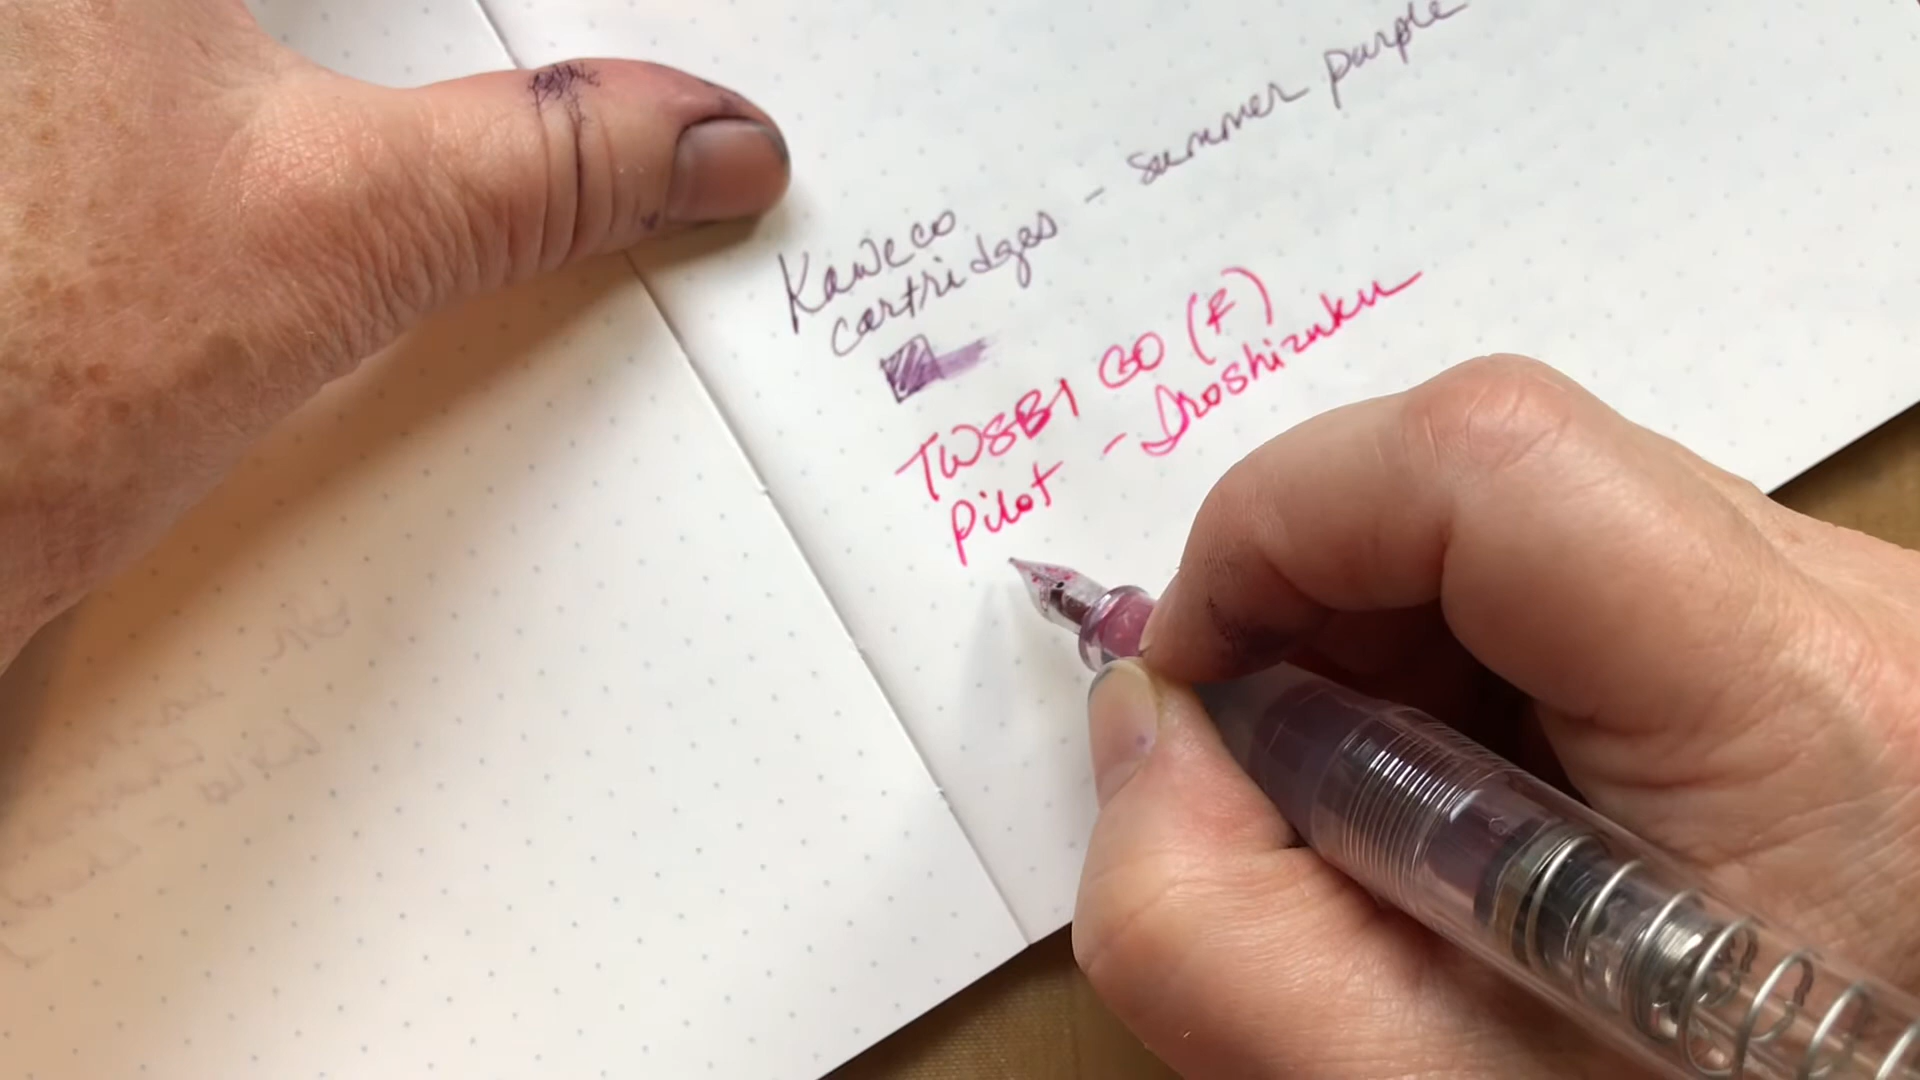 Kaweco
cartridges - summer purple
TWSBI GO (F)
Pilot - Iroshizuku